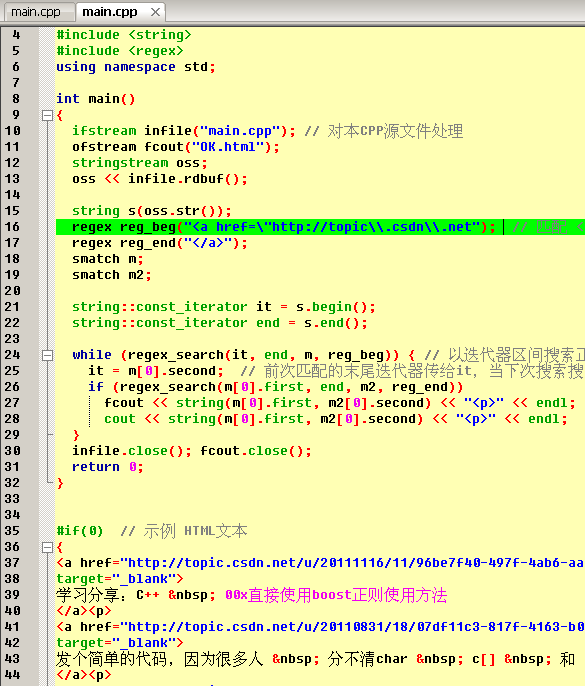 main.cpp main.cpp
4 #include <string>
5 #include <regex>
6 using namespace std;
7
8 int main()
9 {
10 ifstream infile("main.cpp"); // 对本CPP源文件处理
11 ofstream fcout("OK.html");
12 stringstream oss;
13 oss << infile.rdbuf();
14
15 string s(oss.str());
16 regex reg_beg("<a href=\"http://topic\\.csdn\\.net"); // 匹配 <
17 regex reg_end("</a>");
18 smatch m;
19 smatch m2;
20
21 string::const_iterator it = s.begin();
22 string::const_iterator end = s.end();
23
24 while (regex_search(it, end, m, reg_beg)) { // 以迭代器区间搜索正
25 it = m[0].second; // 前次匹配的末尾迭代器传给it, 当下次搜索搜
26 if (regex_search(m[0].first, end, m2, reg_end))
27 fcout << string(m[0].first, m2[0].second) << "<p>" << endl;
28 cout << string(m[0].first, m2[0].second) << "<p>" << endl;
29 }
30 infile.close(); fcout.close();
31 return 0;
32 }
33
34
35 #if(0) // 示例 HTML文本
36 {
37 <a href="http://topic.csdn.net/u/20111116/11/96be7f40-497f-4ab6-aa
38 target="_blank">
39 学习分享：C++ &nbsp; 00x直接使用boost正则使用方法
40 </a><p>
41 <a href="http://topic.csdn.net/u/20110831/18/07df11c3-817f-4163-b0
42 target="_blank">
43 发个简单的代码，因为很多人 &nbsp; 分不清char &nbsp; c[] &nbsp; 和
44 </a><p>